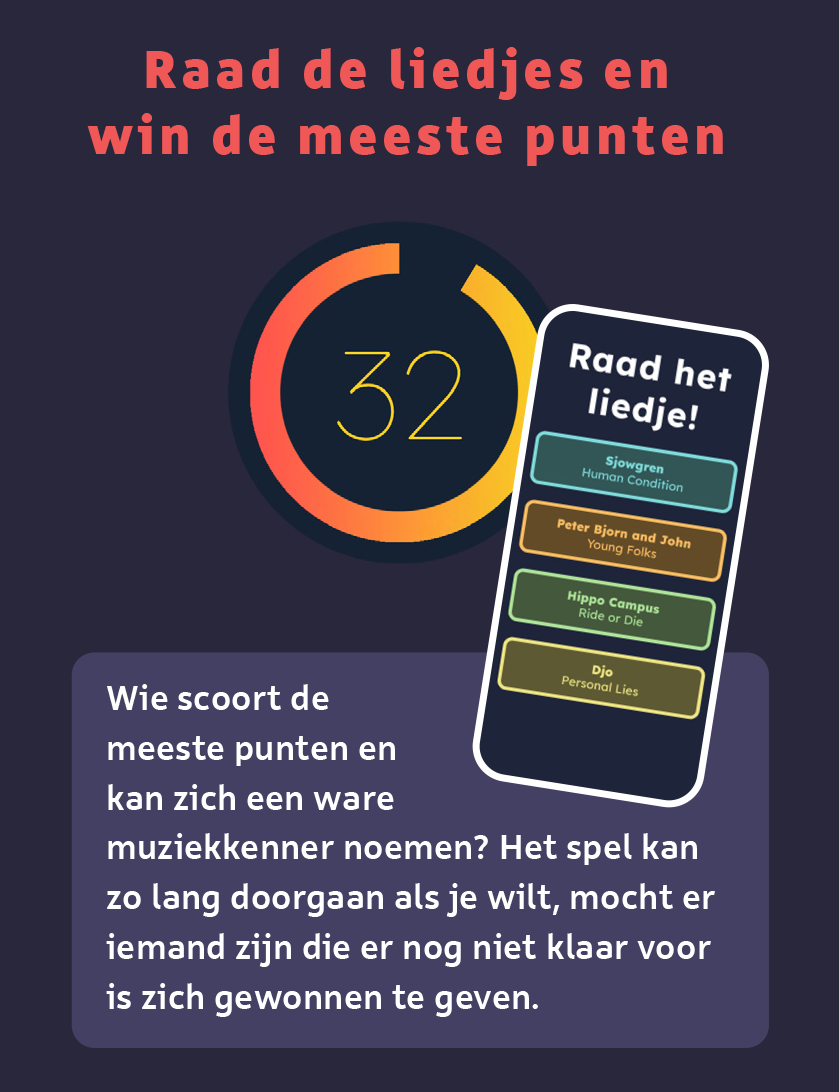 Raad de liedjes en
win de meeste punten
32
Raad het
liedje!
Sjowgren
Human Condition
Peter Bjorn and John
Young Folks
Hippo Campus
Ride or Die
Djo
Personal Lies
Wie scoort de
meeste punten en
kan zich een ware
muziekkenner noemen? Het spel kan
zo lang doorgaan als je wilt, mocht er
iemand zijn die er nog niet klaar voor
is zich gewonnen te geven.